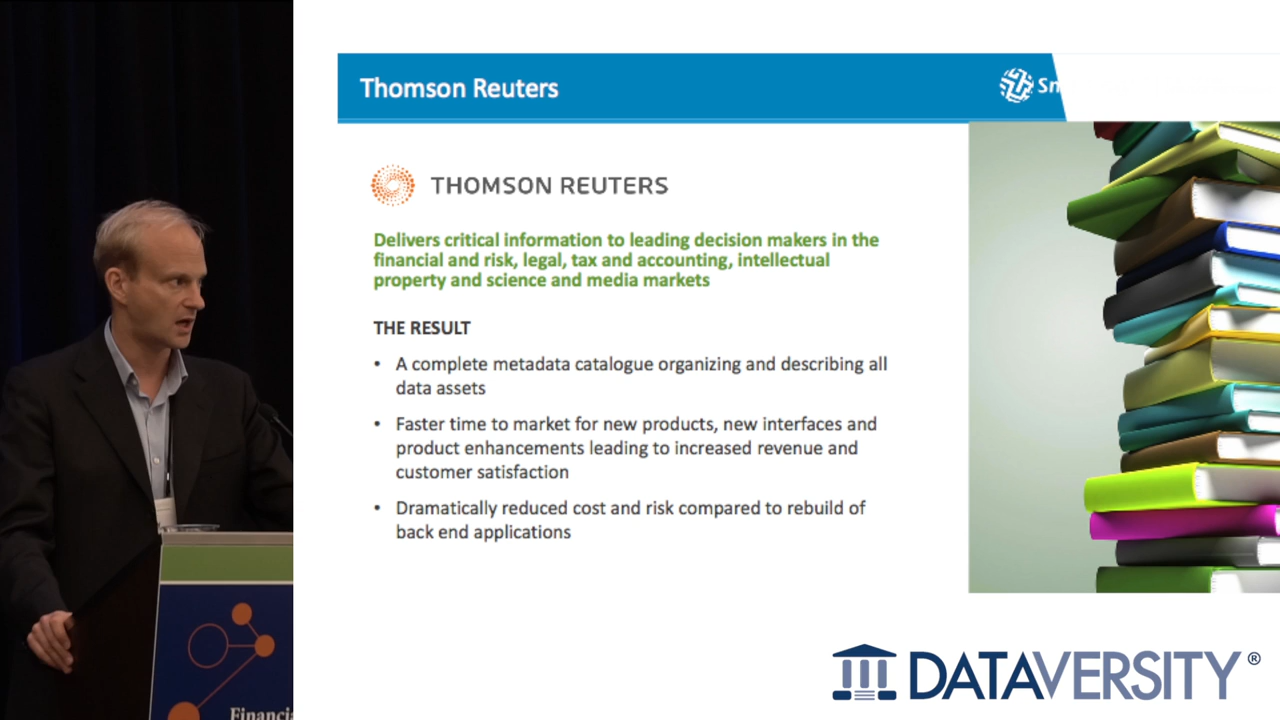 Thomson Reuters
Sn
THOMSON REUTERS
Delivers critical information to leading decision makers in the
financial and risk, legal, tax and accounting, intellectual
property and science and media markets
THE RESULT
• A complete metadata catalogue organizing and describing all
data assets
• Faster time to market for new products, new interfaces and
product enhancements leading to increased revenue and
customer satisfaction
• Dramatically reduced cost and risk compared to rebuild of
back end applications
Financia
DATAVERSITY®